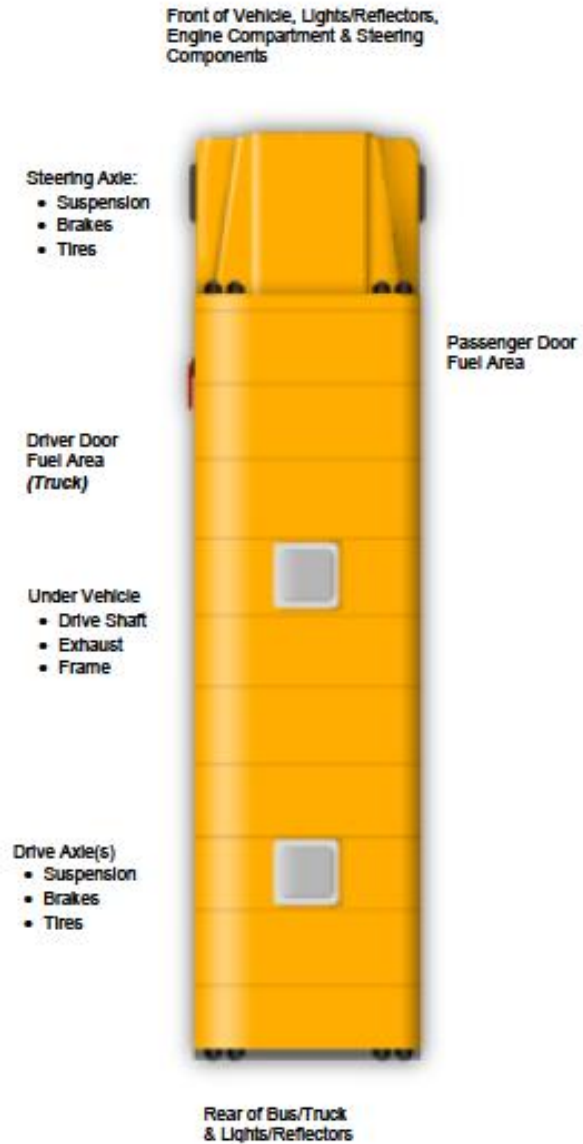 Front of Vehicle, Lights/Reflectors,
Engine Compartment & Steering
Components
Steering Axle:
• Suspension
• Brakes
• Tires
Passenger Door
Fuel Area
Driver Door
Fuel Area
(Truck)
Under Vehicle
• Drive Shaft
• Exhaust
• Frame
Drive Axle(s)
• Suspension
• Brakes
• Tires
Rear of Bus/Truck
& Lights/Reflectors